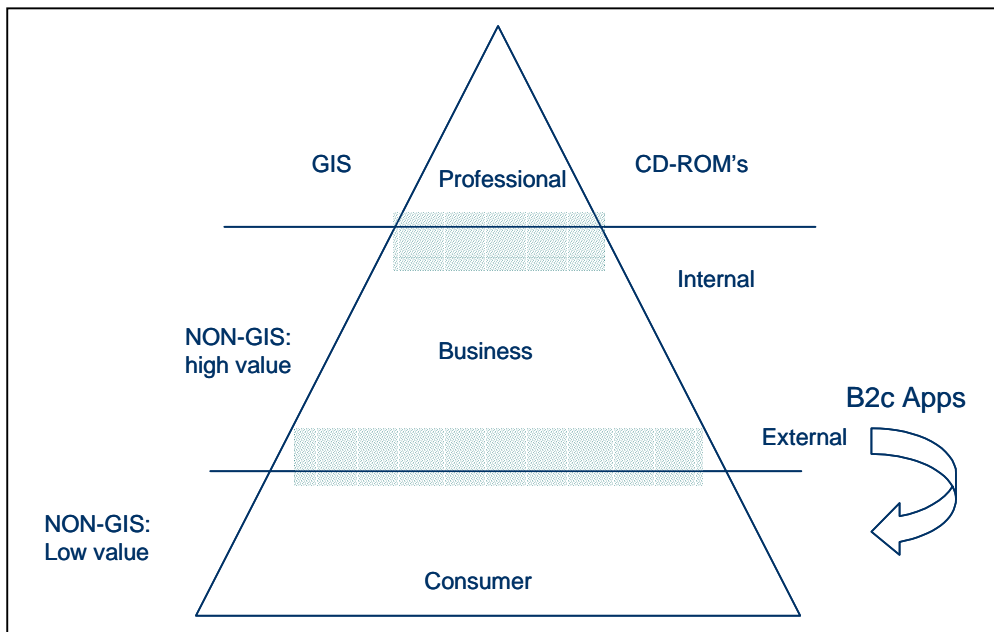 GIS
Professional
CD-ROM's
Internal
NON-GIS:
high value
Business
B2c Apps
External
NON-GIS:
Low value
Consumer